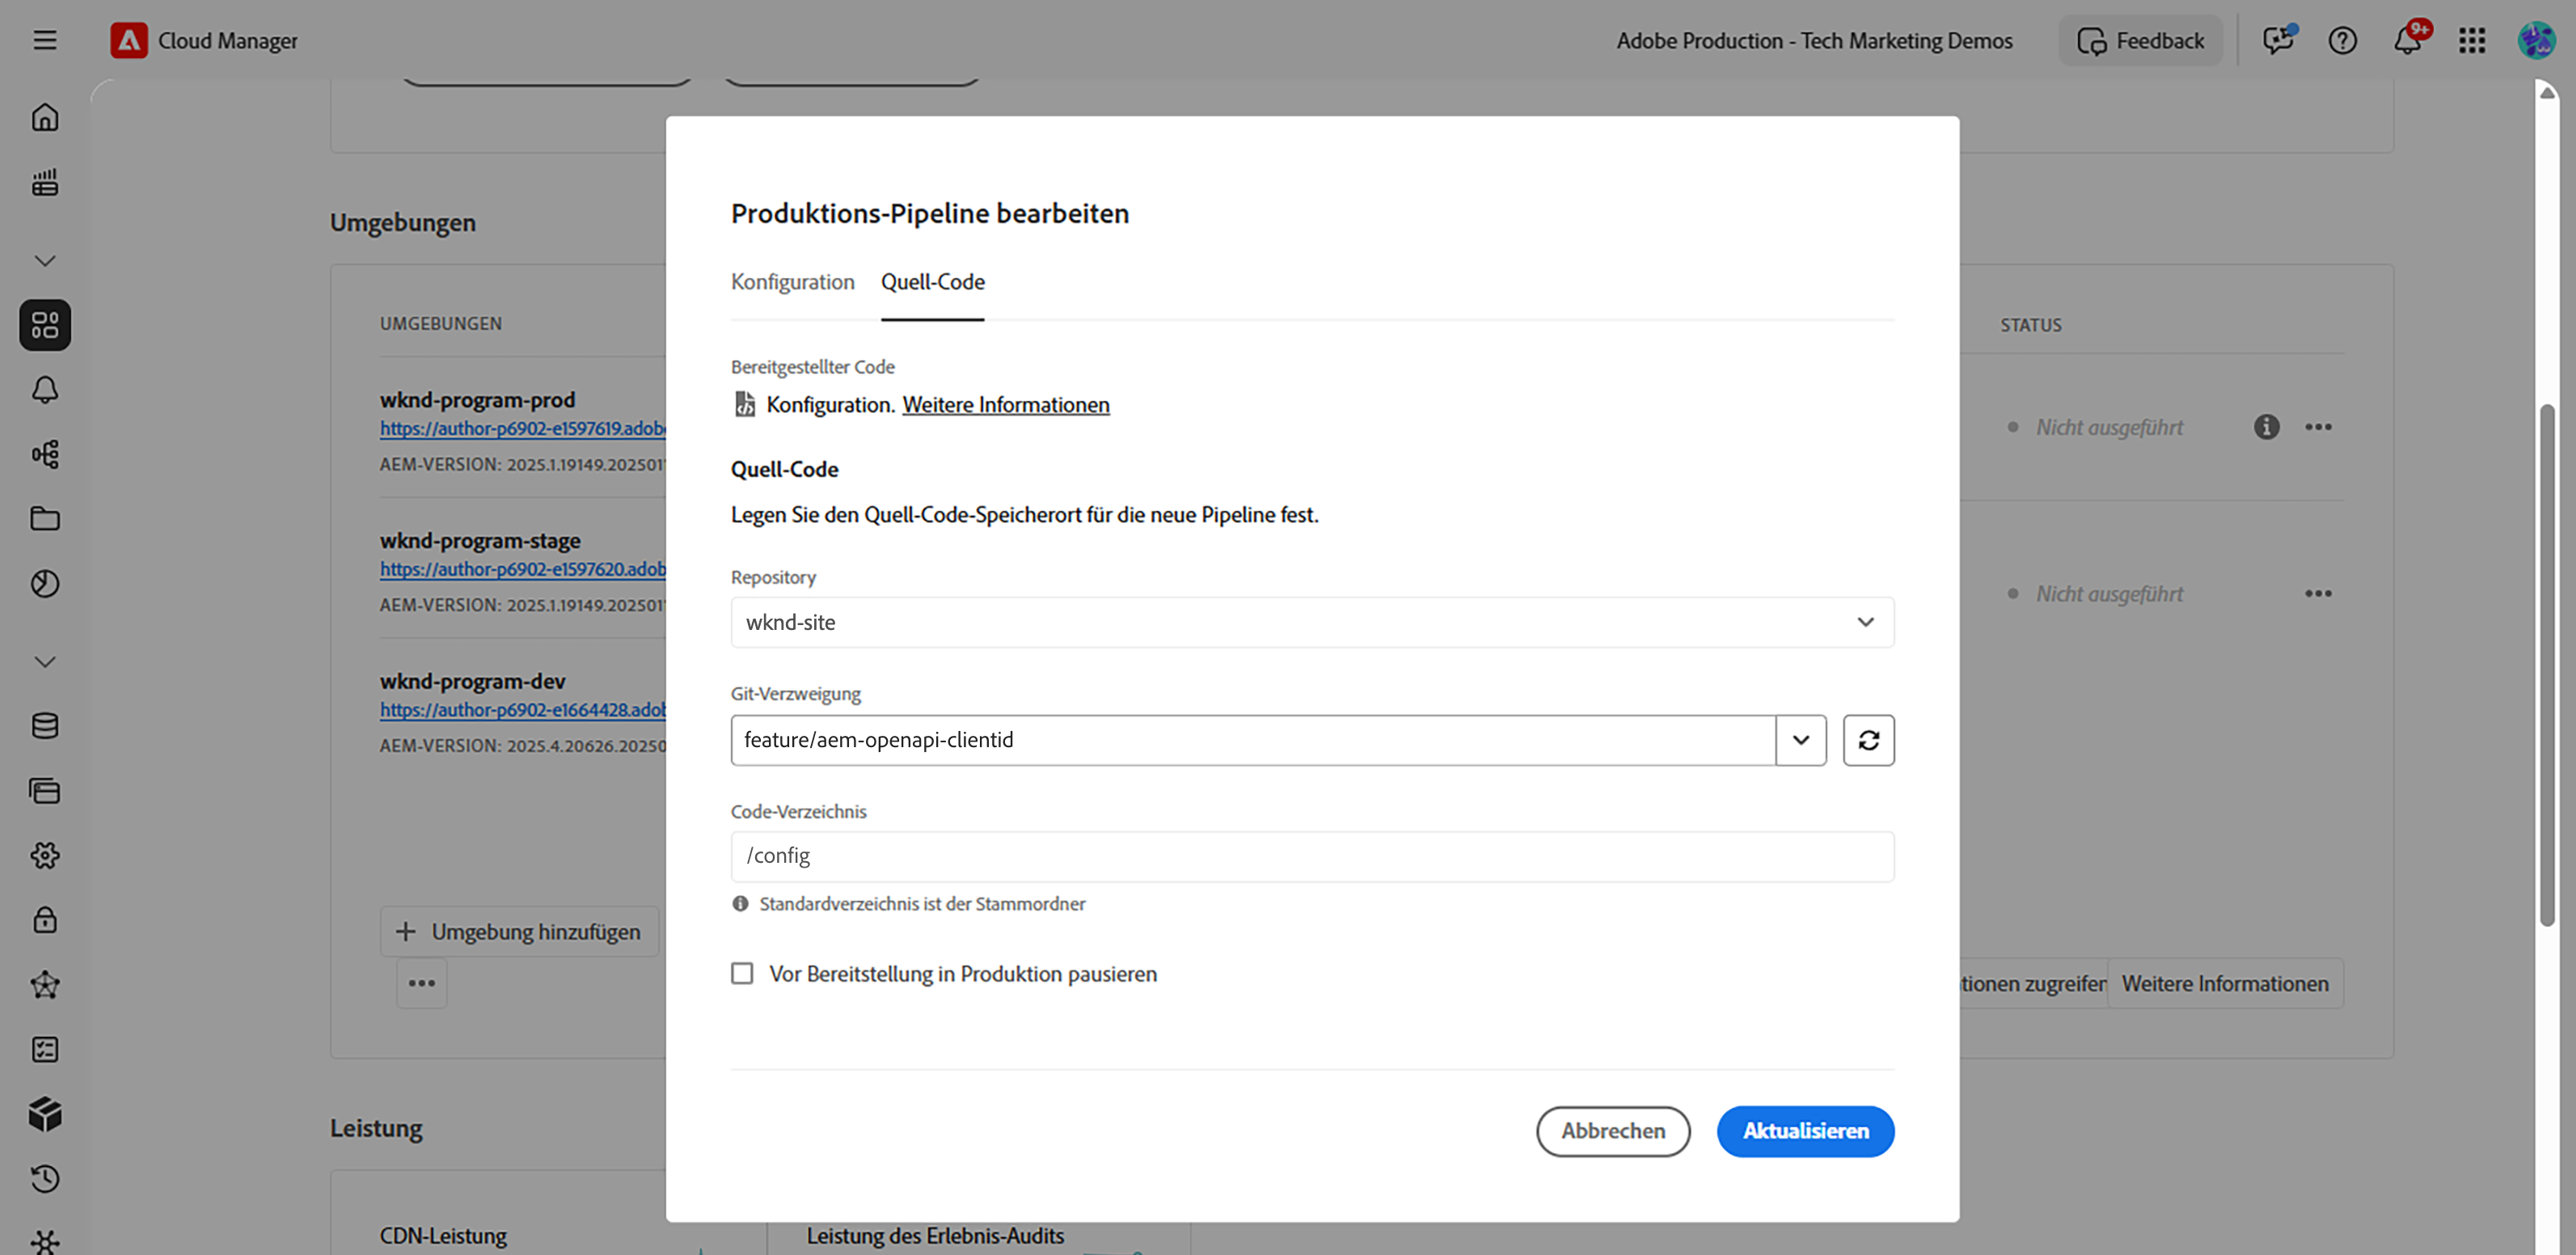 Cloud Manager
Adobe Production - Tech Marketing Demos
Feedback
9+
Umgebungen
UMGEBUNGEN
STATUS
wknd-program-prod
https://author-p6902-e1597619.adob
AEM-VERSION: 2025.1.19149.202501
Nicht ausgeführt
wknd-program-stage
https://author-p6902-e1597620.adob
AEM-VERSION: 2025.1.19149.202501
Nicht ausgeführt
wknd-program-dev
https://author-p6902-e1664428.adob
AEM-VERSION: 2025.4.20626.20250
Umgebung hinzufügen
tionen zugreifen
Weitere Informationen
Produktions-Pipeline bearbeiten
Konfiguration
Quell-Code
Bereitgestellter Code
Konfiguration. Weitere Informationen
Quell-Code
Legen Sie den Quell-Code-Speicherort für die neue Pipeline fest.
Repository
wknd-site
Git-Verzweigung
feature/aem-openapi-clientid
Code-Verzeichnis
/config
Standardverzeichnis ist der Stammordner
Vor Bereitstellung in Produktion pausieren
Abbrechen
Aktualisieren
Leistung
CDN-Leistung
Leistung des Erlebnis-Audits